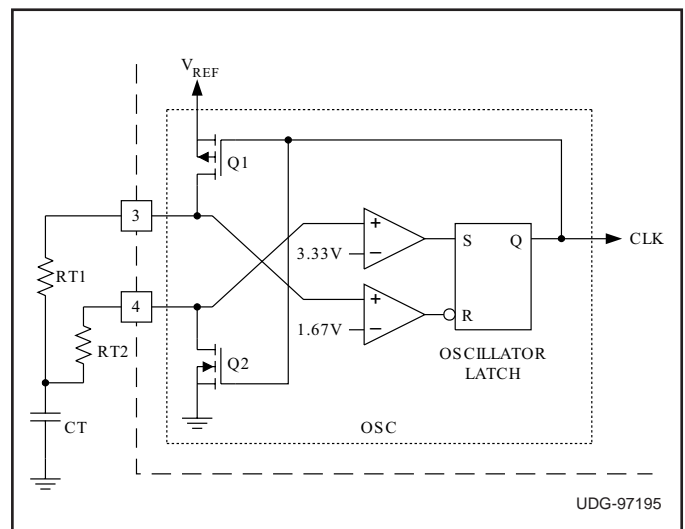 VREF
Q1
3
+
S
Q
CLK
3.33V
−
RT1
4
+
R
1.67V
−
RT2
Q2
OSCILLATOR
LATCH
CT
OSC
UDG-97195